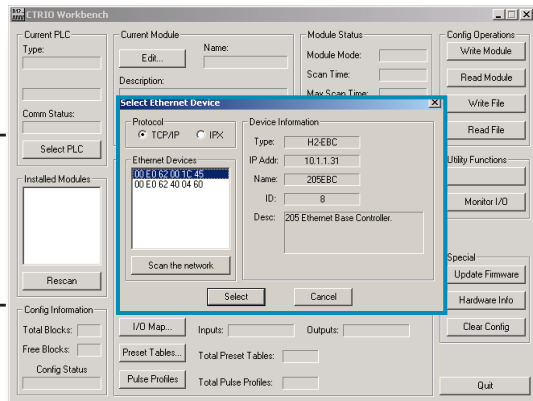 CTRIO Workbench
Current PLC
Type:
Comm Status:
Select PLC
Installed Modules
Rescan
Config Information
Total Blocks:
Free Blocks:
Config Status
Current Module
Edit...
Name:
Description:
Module Status
Module Mode:
Scan Time:
Max Scan Time:
Select Ethernet Device
Protocol
TCP/IP
IPX
Ethernet Devices
00 E0 62 00 1C 45
00 E0 62 40 04 60
Scan the network
Device Information
Type: H2-EBC
IP Addr: 10.1.1.31
Name: 205EBC
ID: 8
Desc: 205 Ethernet Base Controller.
Select
Cancel
I/O Map...
Inputs:
Outputs:
Preset Tables...
Total Preset Tables:
Pulse Profiles
Total Pulse Profiles:
Config Operations
Write Module
Read Module
Write File
Read File
Utility Functions
Monitor I/O
Special
Update Firmware
Hardware Info
Clear Config
Quit